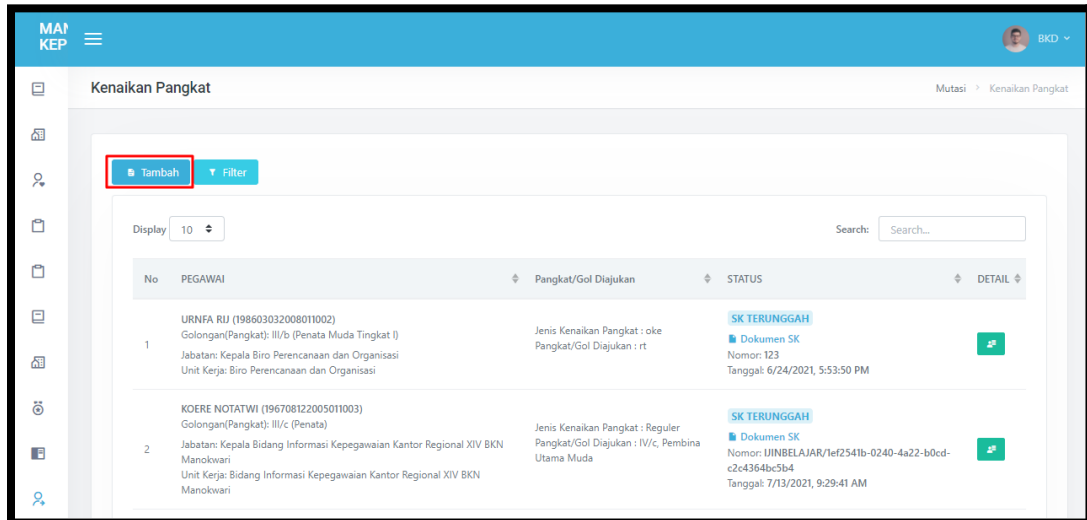 MAN
KEP
BKD
Kenaikan Pangkat
Mutasi > Kenaikan Pangkat
Tambah
Filter
Display 10
Search: Search...
No PEGAWAI Pangkat/Gol Diajukan STATUS DETAIL
1
URNFA RIJ (198603032008011002)
Golongan(Pangkat): III/b (Penata Muda Tingkat I)
Jabatan: Kepala Biro Perencanaan dan Organisasi
Unit Kerja: Biro Perencanaan dan Organisasi
Jenis Kenaikan Pangkat : oke
Pangkat/Gol Diajukan : rt
SK TERUNGGAH
Dokumen SK
Nomor: 123
Tanggal: 6/24/2021, 5:53:50 PM
2
KOERE NOTATWI (196708122005011003)
Golongan(Pangkat): III/c (Penata)
Jabatan: Kepala Bidang Informasi Kepegawaian Kantor Regional XIV BKN
Manokwari
Unit Kerja: Bidang Informasi Kepegawaian Kantor Regional XIV BKN
Manokwari
Jenis Kenaikan Pangkat : Reguler
Pangkat/Gol Diajukan : IV/c, Pembina
Utama Muda
SK TERUNGGAH
Dokumen SK
Nomor: IJINBELAJAR/1ef2541b-0240-4a22-b0cd-
c2c4364bc5b4
Tanggal: 7/13/2021, 9:29:41 AM